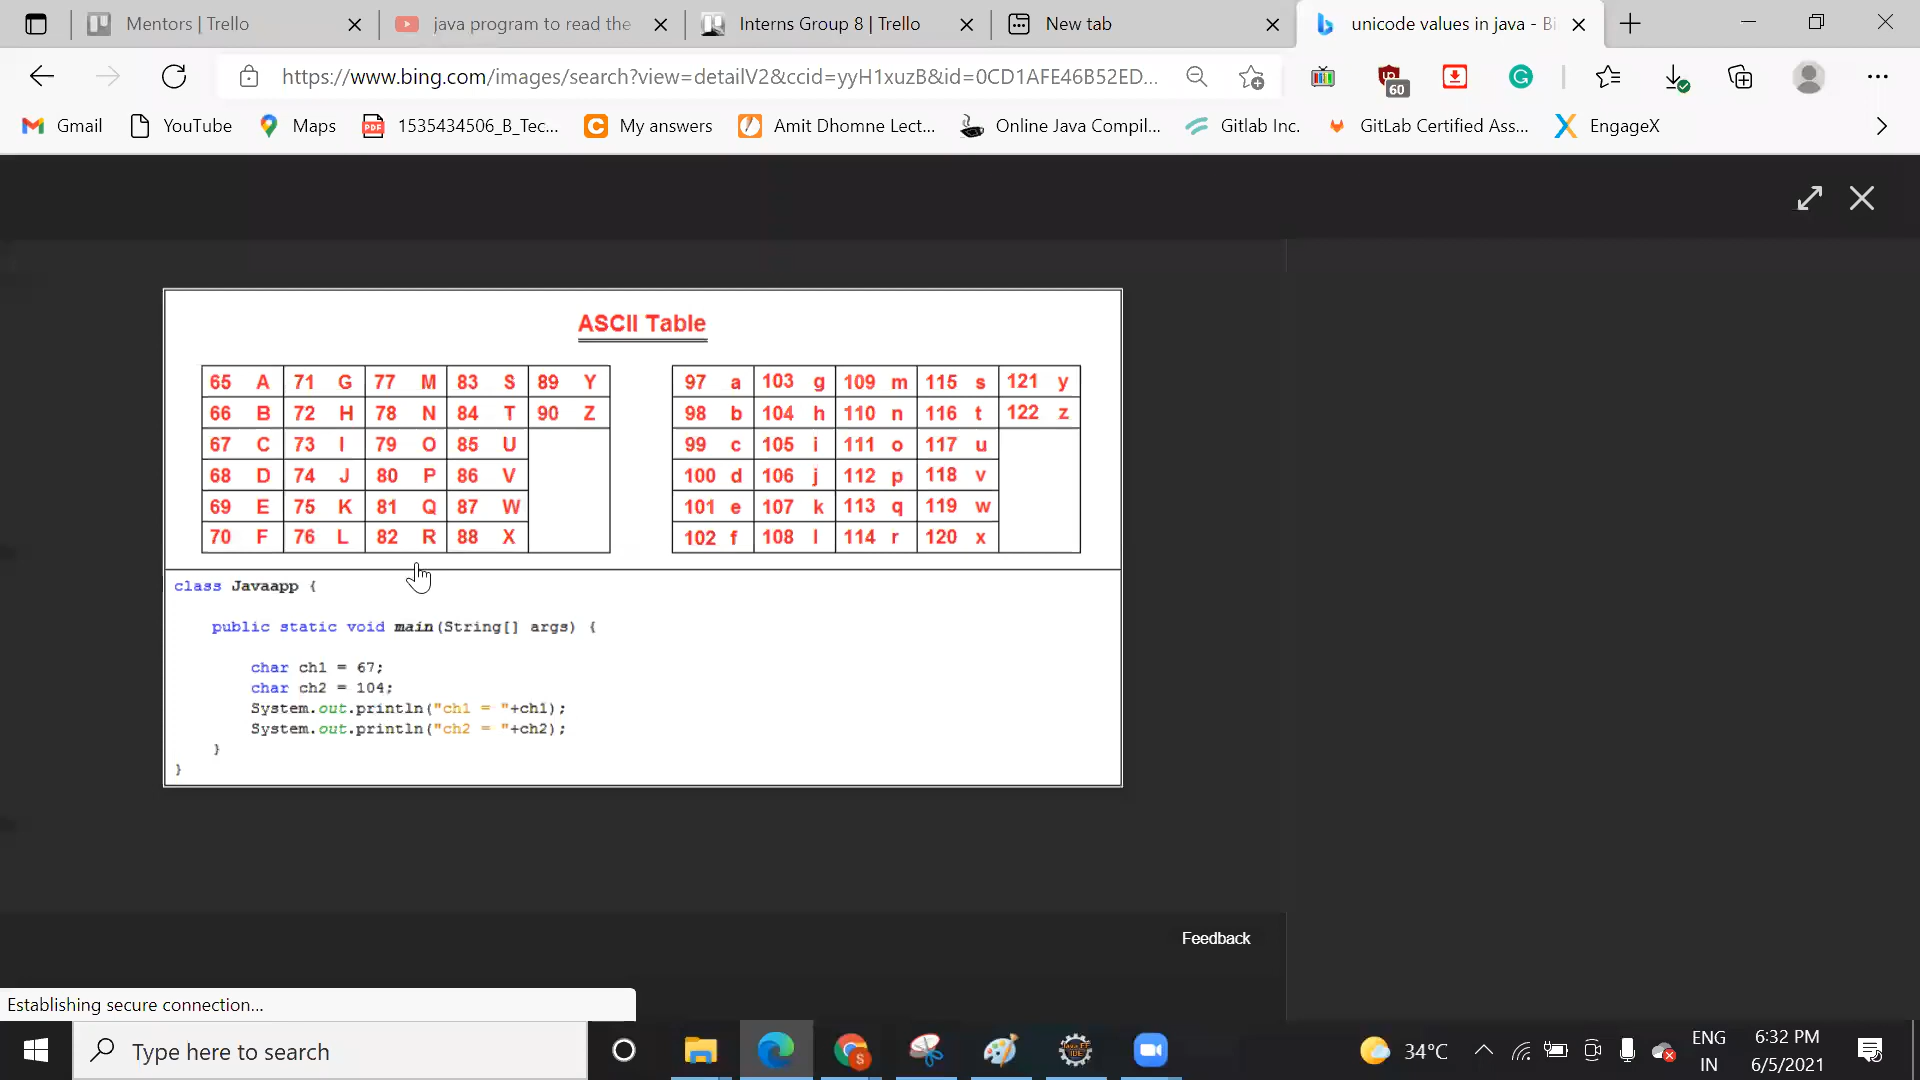 Mentors | Trello
java program to read the
Interns Group 8 | Trello
New tab
unicode values in java - Bi
https://www.bing.com/images/search?view=detailV2&ccid=yyH1xuzB&id=0CD1AFE46B52ED...
60
Gmail
YouTube
Maps
1535434506_B_Tec...
My answers
Amit Dhomne Lect...
Online Java Compil...
Gitlab Inc.
GitLab Certified Ass...
EngageX
ASCII Table
65 A 71 G 77 M 83 S 89 Y
66 B 72 H 78 N 84 T 90 Z
67 C 73 I 79 O 85 U
68 D 74 J 80 P 86 V
69 E 75 K 81 Q 87 W
70 F 76 L 82 R 88 X
97 a 103 g 109 m 115 s 121 y
98 b 104 h 110 n 116 t 122 z
99 c 105 i 111 o 117 u
100 d 106 j 112 p 118 v
101 e 107 k 113 q 119 w
102 f 108 l 114 r 120 x
class Javaapp {
public static void main(String[] args) {
char ch1 = 67;
char ch2 = 104;
System.out.println("ch1 = "+ch1);
System.out.println("ch2 = "+ch2);
}
}
Feedback
Establishing secure connection...
Type here to search
34°C
ENG
IN
6:32 PM
6/5/2021